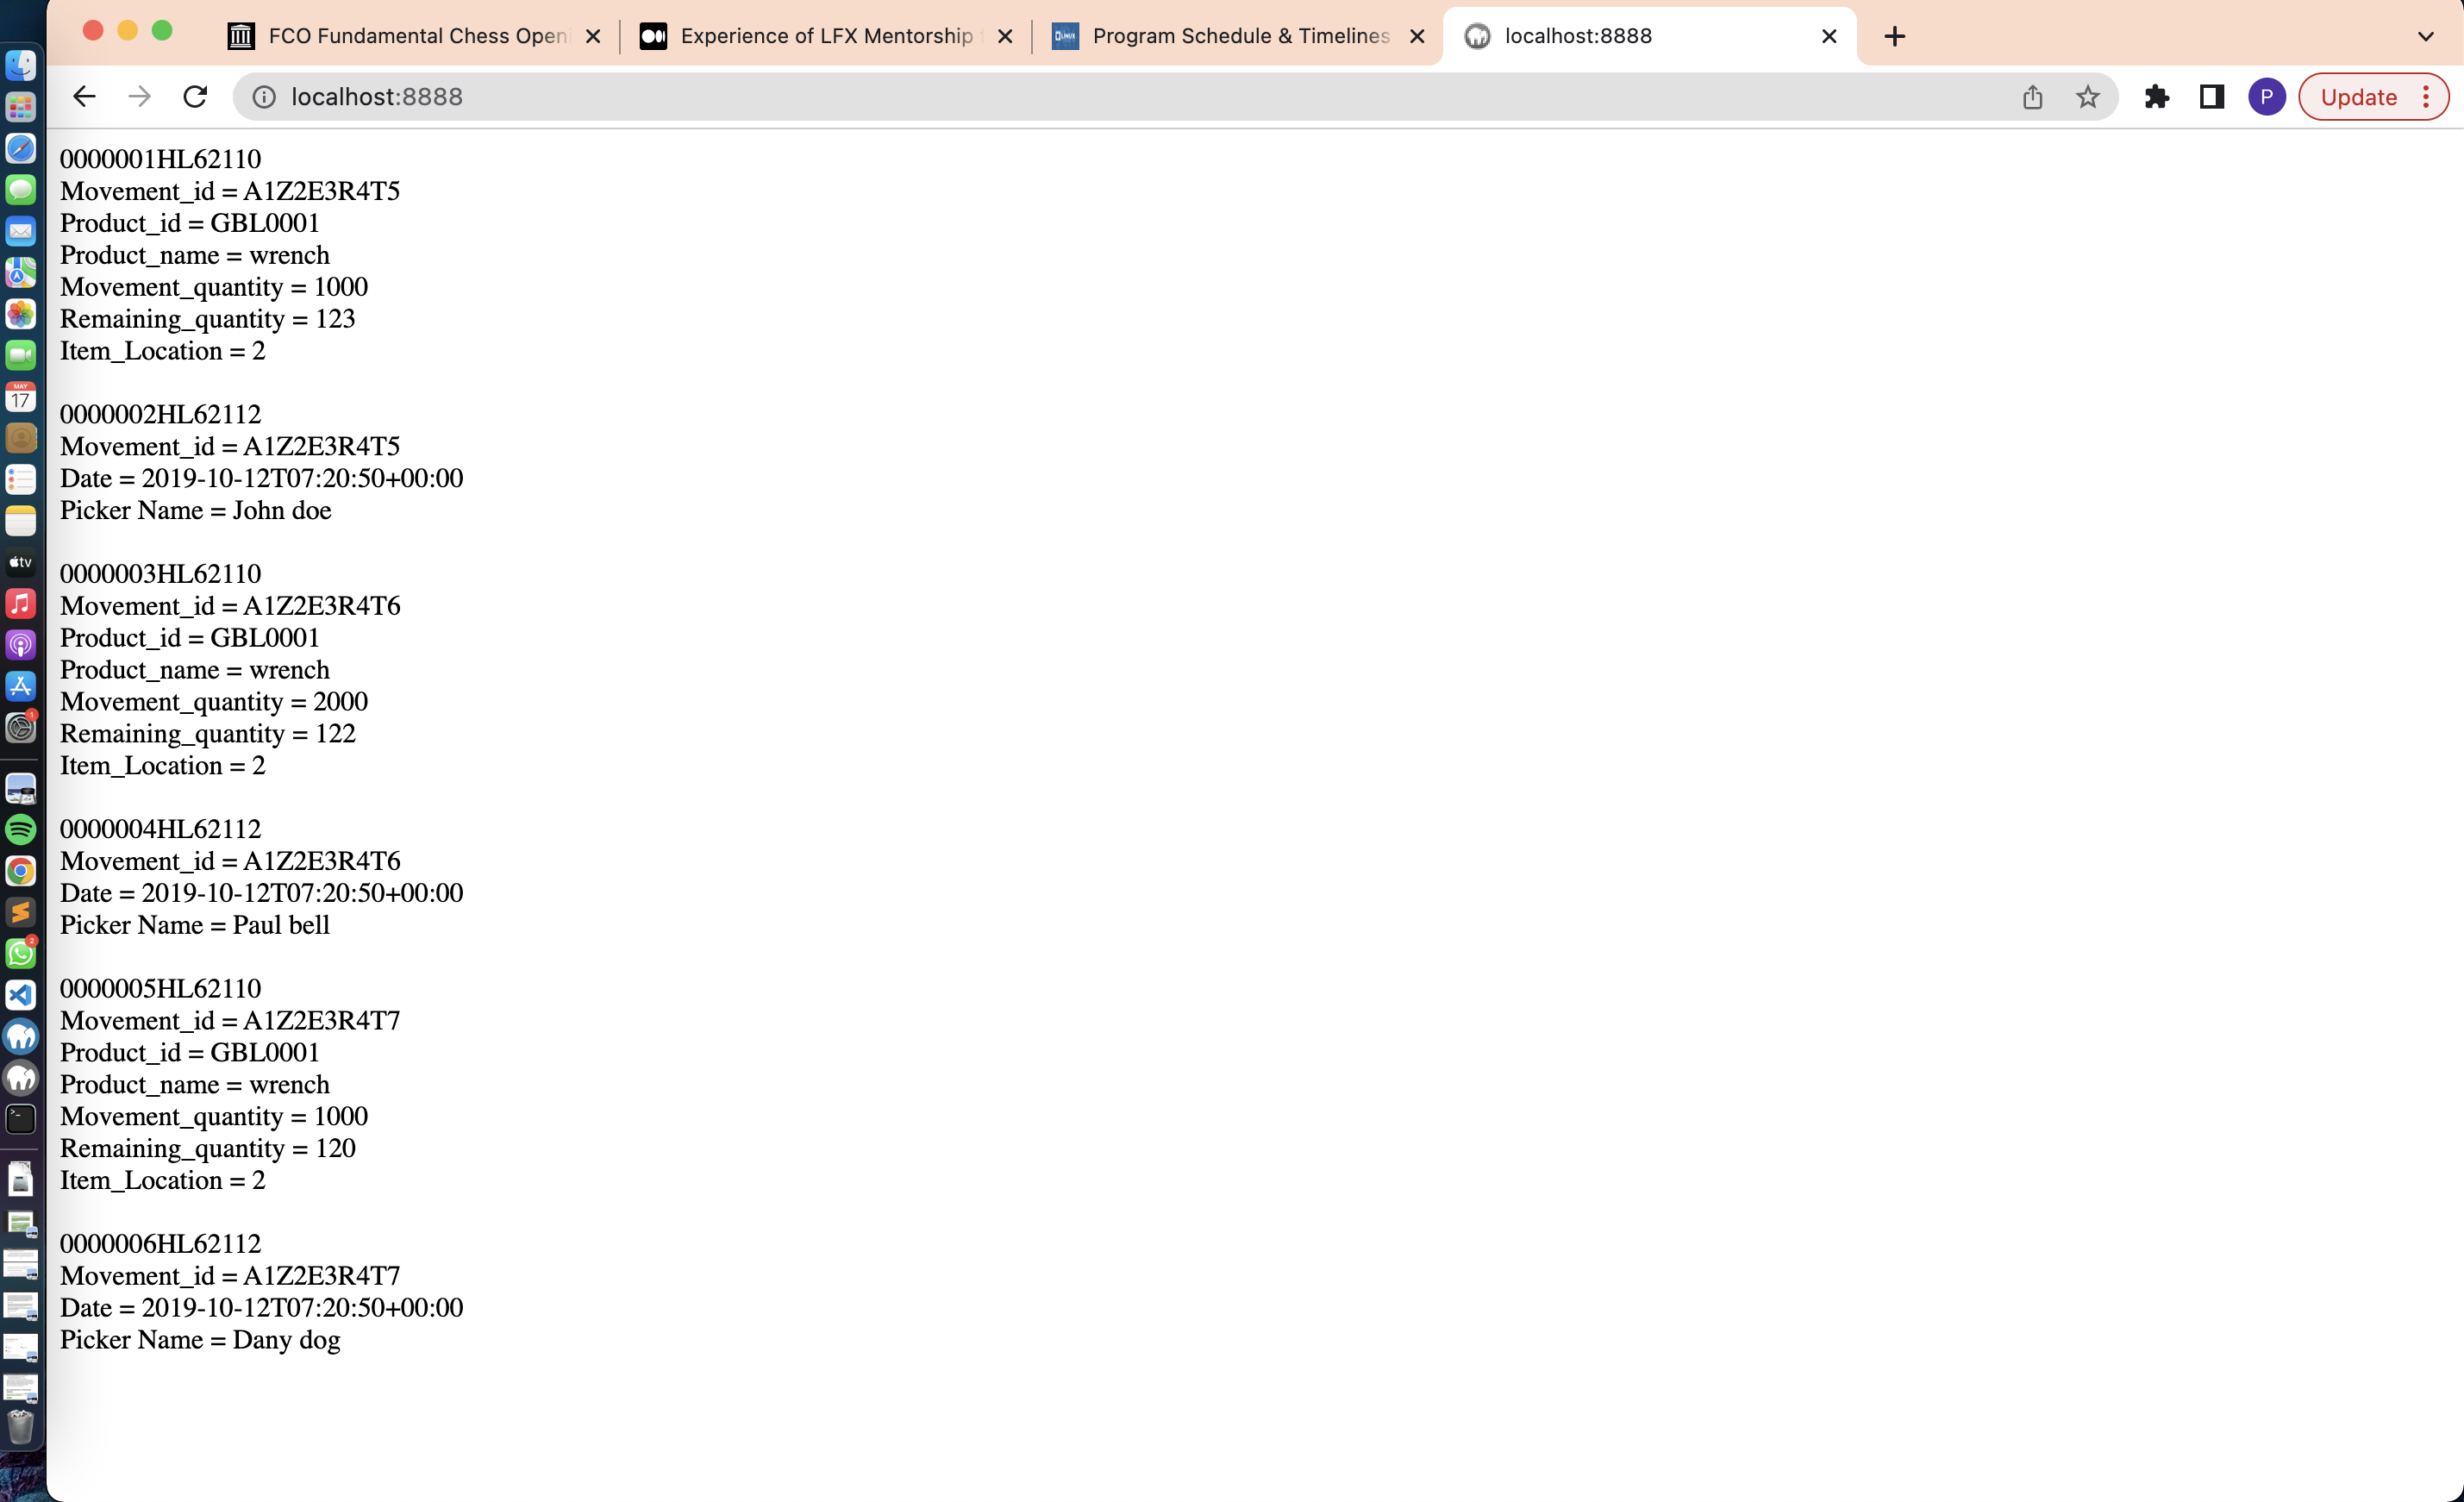 FCO Fundamental Chess Openi
Experience of LFX Mentorship
Program Schedule & Timelines
localhost:8888
localhost:8888
P
Update
0000001HL62110
Movement_id = A1Z2E3R4T5
Product_id = GBL0001
Product_name = wrench
Movement_quantity = 1000
Remaining_quantity = 123
Item_Location = 2
0000002HL62112
Movement_id = A1Z2E3R4T5
Date = 2019-10-12T07:20:50+00:00
Picker Name = John doe
0000003HL62110
Movement_id = A1Z2E3R4T6
Product_id = GBL0001
Product_name = wrench
Movement_quantity = 2000
Remaining_quantity = 122
Item_Location = 2
0000004HL62112
Movement_id = A1Z2E3R4T6
Date = 2019-10-12T07:20:50+00:00
Picker Name = Paul bell
0000005HL62110
Movement_id = A1Z2E3R4T7
Product_id = GBL0001
Product_name = wrench
Movement_quantity = 1000
Remaining_quantity = 120
Item_Location = 2
0000006HL62112
Movement_id = A1Z2E3R4T7
Date = 2019-10-12T07:20:50+00:00
Picker Name = Dany dog
MAY
17
tv
1
2